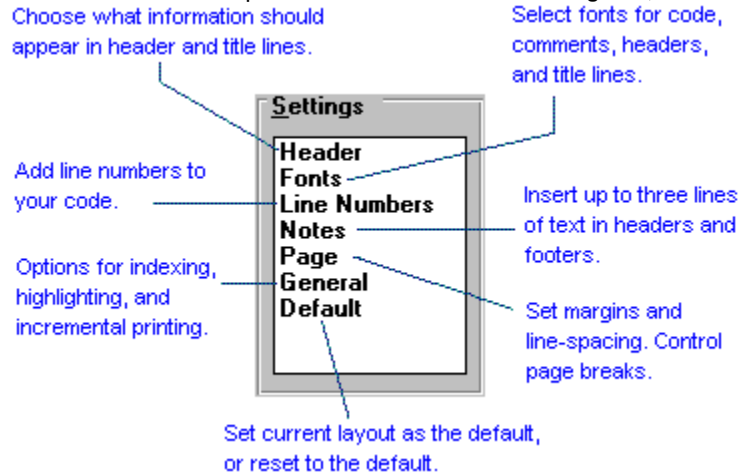 Choose what information should
appear in header and title lines.
Select fonts for code,
comments, headers,
and title lines.
Settings
Header
Fonts
Line Numbers
Notes
Page
General
Default
Add line numbers to
your code.
Insert up to three lines
of text in headers and
footers.
Options for indexing,
highlighting, and
incremental printing.
Set margins and
line-spacing. Control
page breaks.
Set current layout as the default,
or reset to the default.